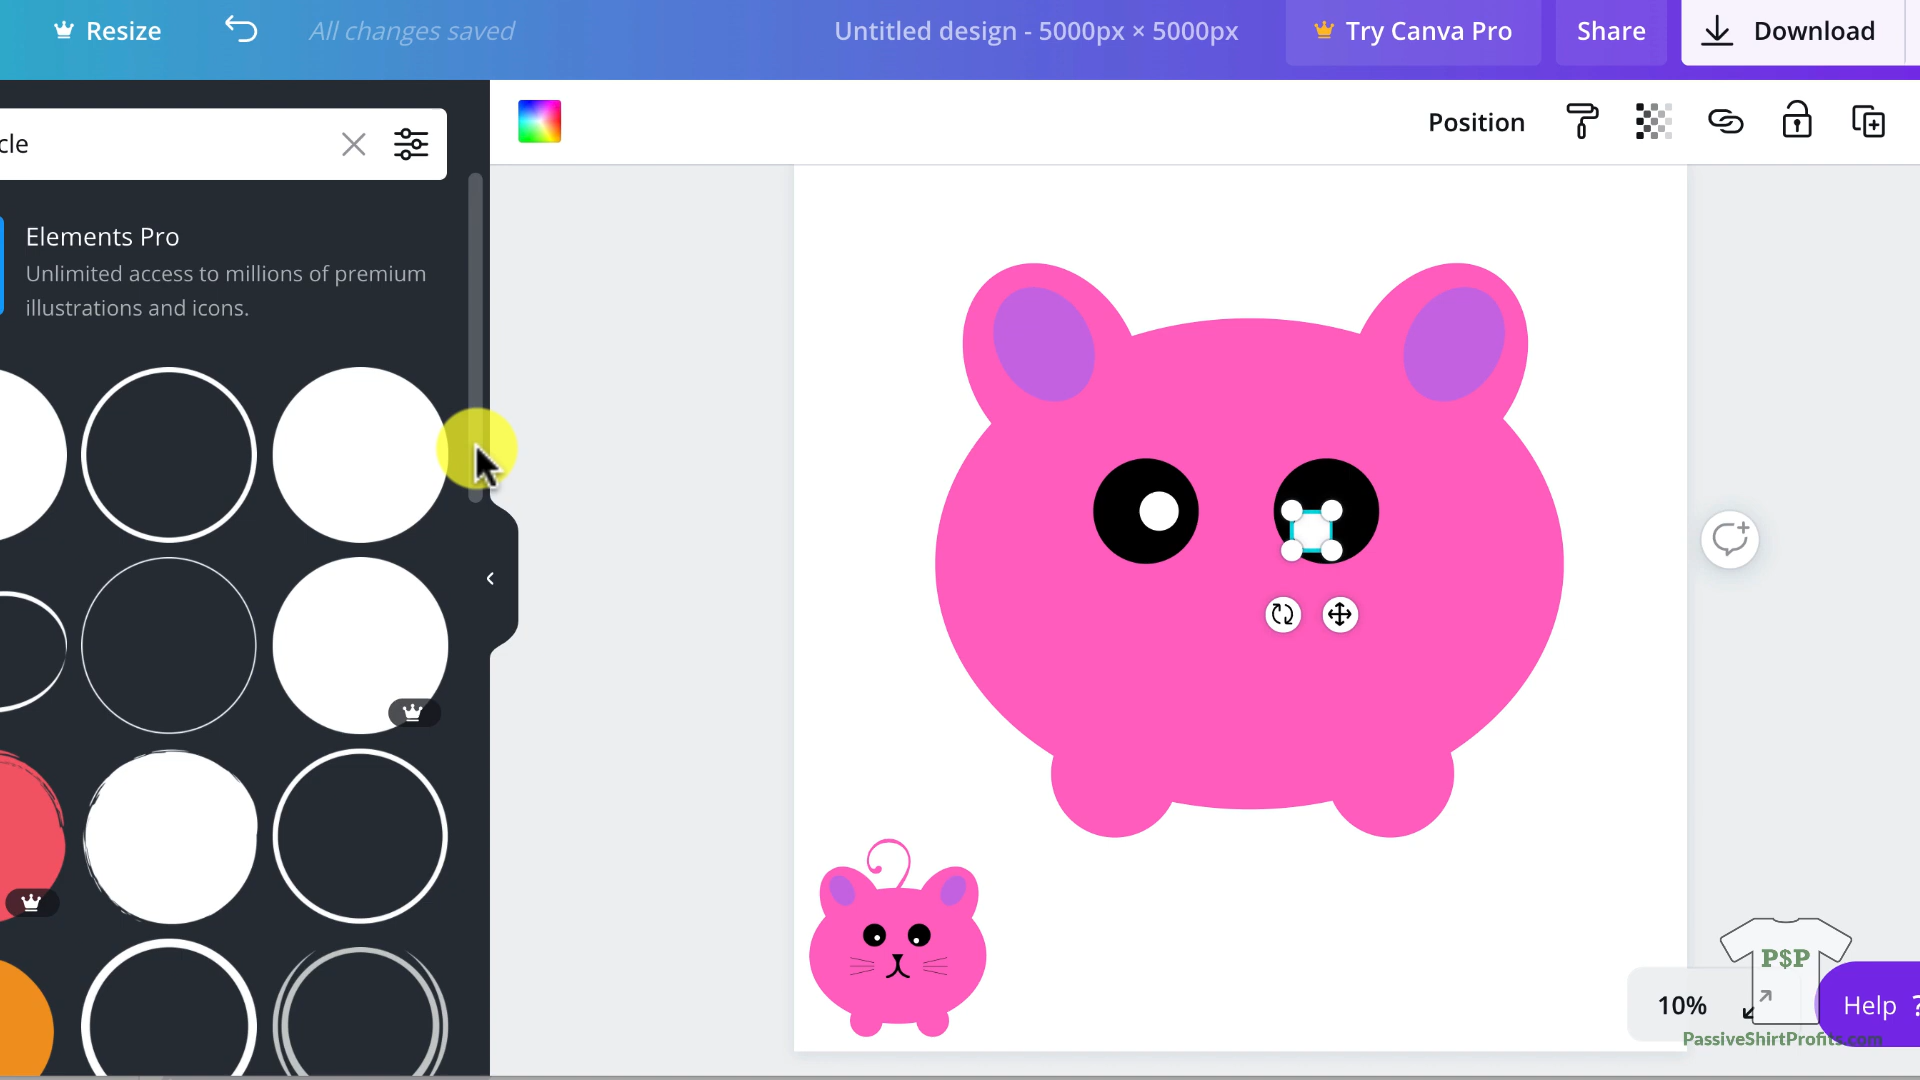 Resize
All changes saved
Untitled design - 5000px × 5000px
Try Canva Pro
Share
Download
cle
Position
Elements Pro
Unlimited access to millions of premium
illustrations and icons.
P$P
10%
Help ?
PassiveShirtProfits.com